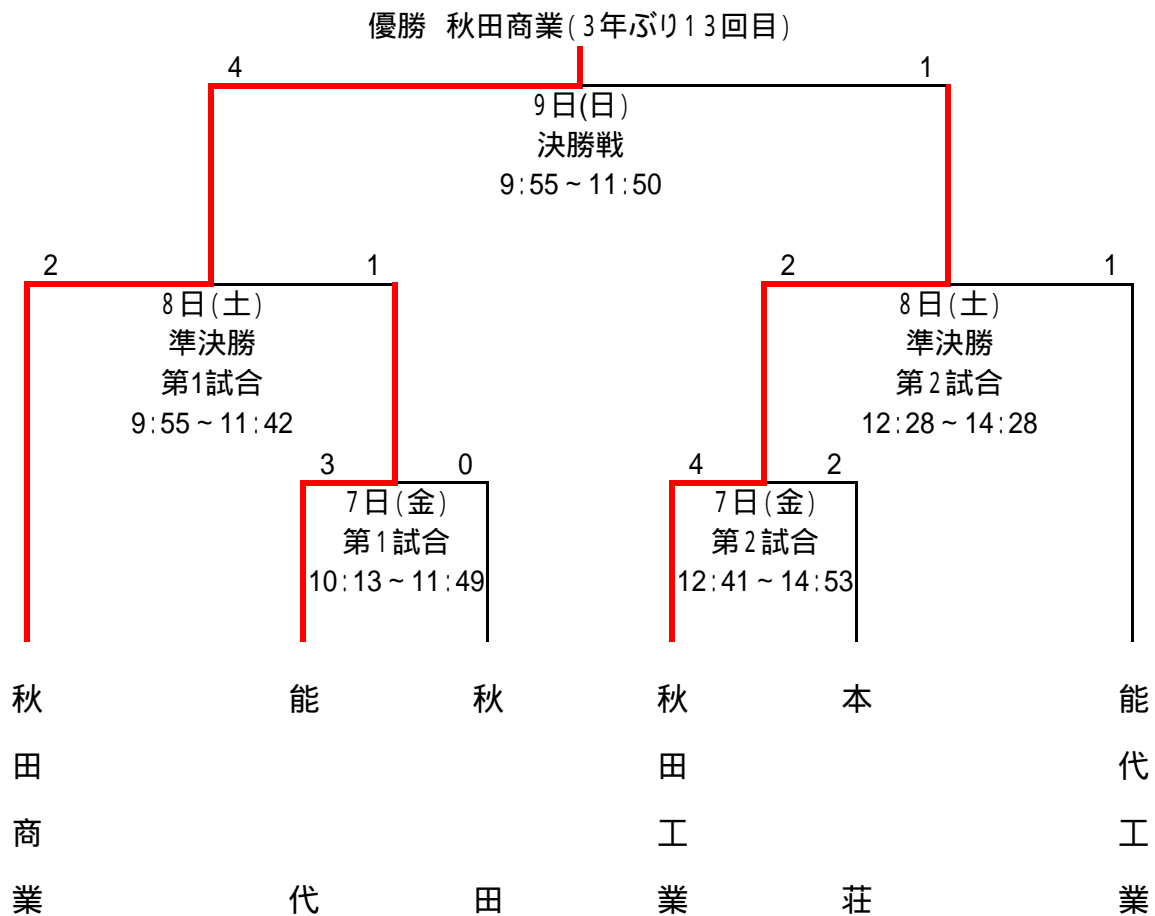 優勝 秋田商業(3年ぶり13回目)
4 1
9日(日)
決勝戦
9:55~11:50
2 1
8日(土)
準決勝
第1試合
9:55~11:42
2 1
8日(土)
準決勝
第2試合
12:28~14:28
3 0
7日(金)
第1試合
10:13~11:49
4 2
7日(金)
第2試合
12:41~14:53
秋田商業
能代
秋田
秋田工業
本荘
能代工業